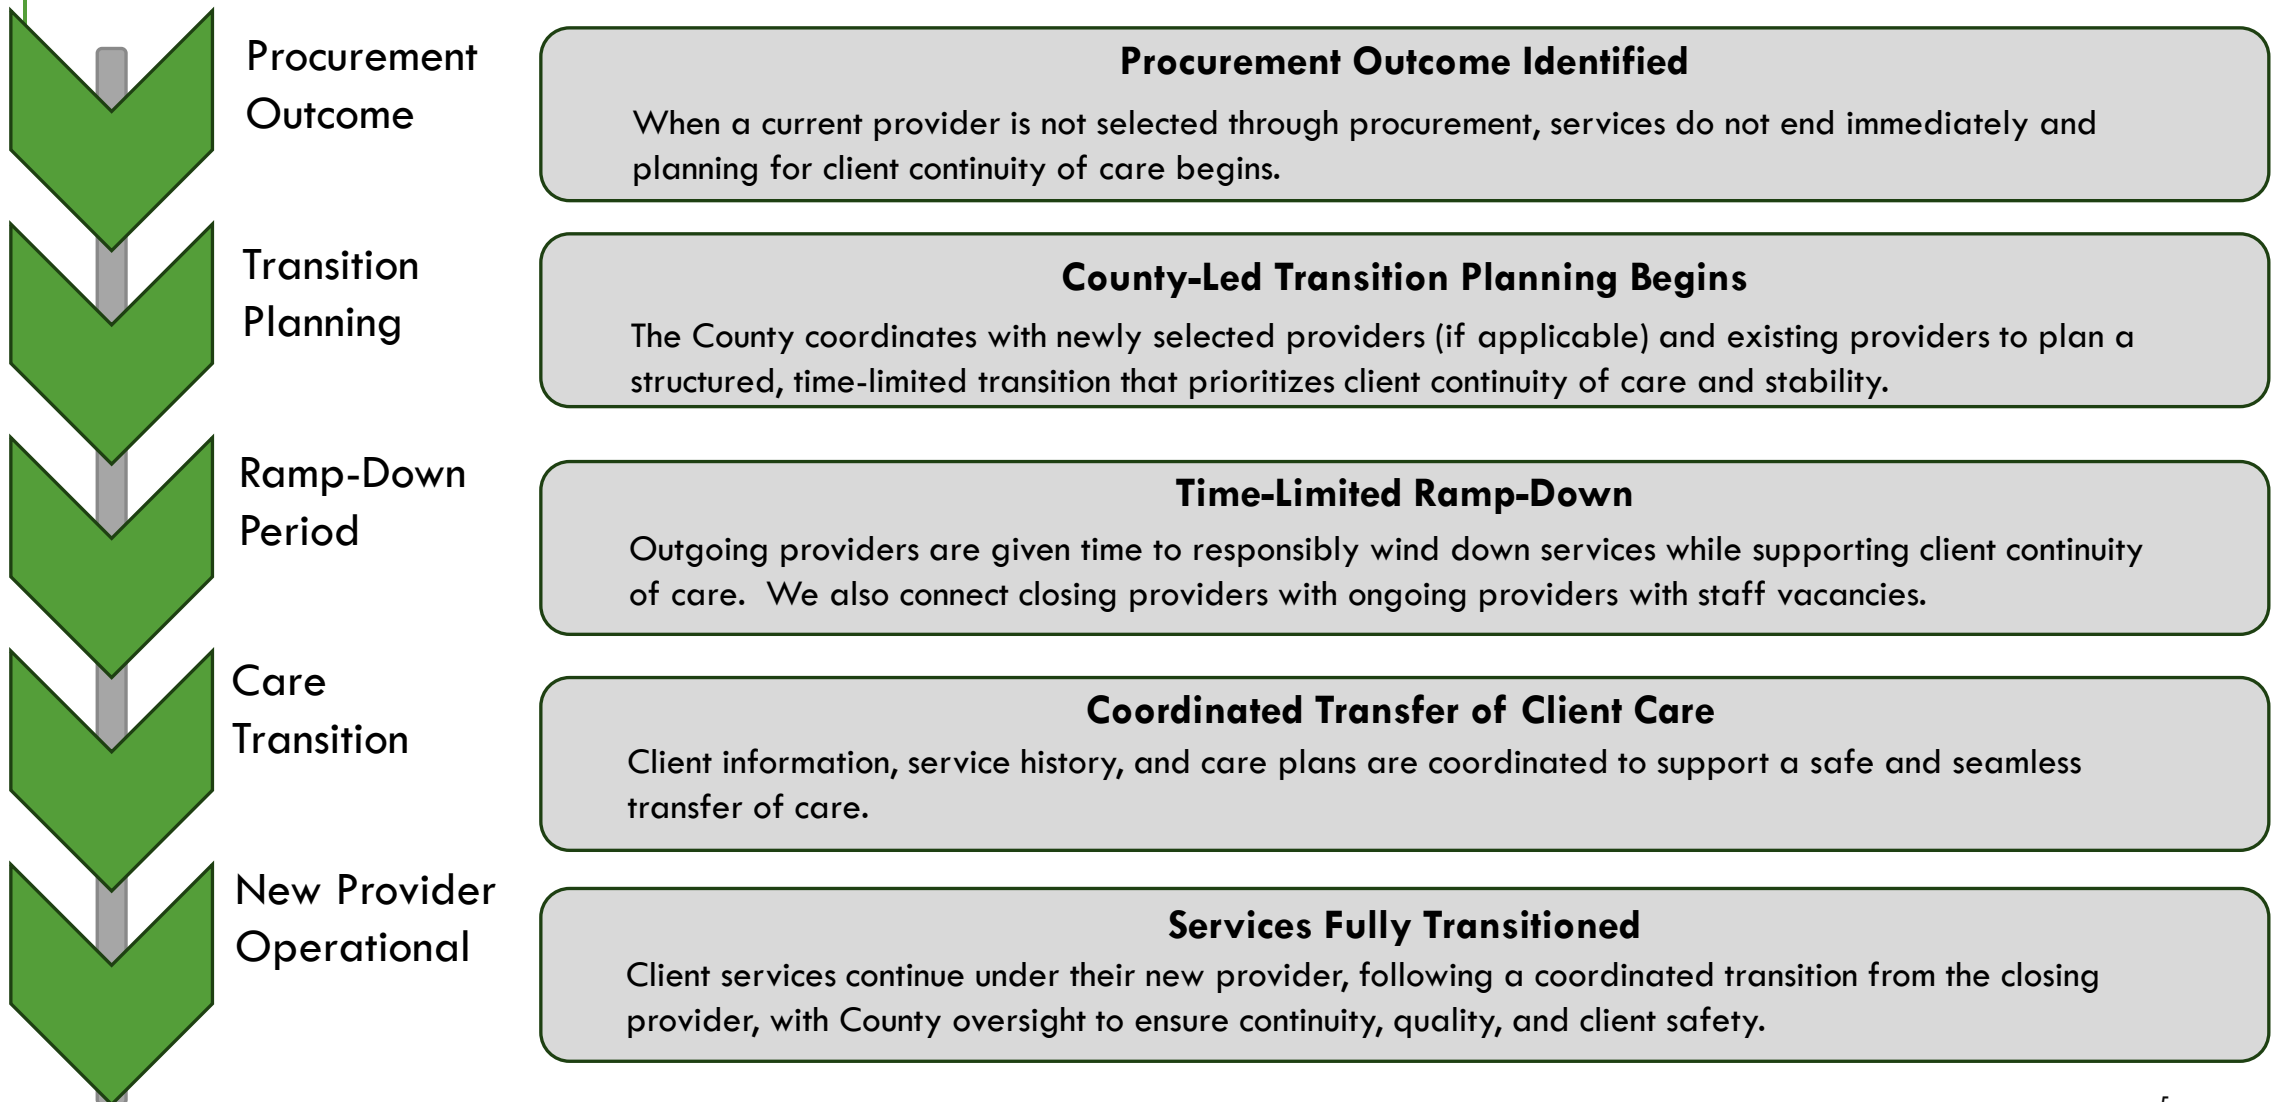 Procurement
Outcome
Procurement Outcome Identified
When a current provider is not selected through procurement, services do not end immediately and
planning for client continuity of care begins.
Transition
Planning
County-Led Transition Planning Begins
The County coordinates with newly selected providers (if applicable) and existing providers to plan a
structured, time-limited transition that prioritizes client continuity of care and stability.
Ramp-Down
Period
Time-Limited Ramp-Down
Outgoing providers are given time to responsibly wind down services while supporting client continuity
of care.  We also connect closing providers with ongoing providers with staff vacancies.
Care
Transition
Coordinated Transfer of Client Care
Client information, service history, and care plans are coordinated to support a safe and seamless
transfer of care.
New Provider
Operational
Services Fully Transitioned
Client services continue under their new provider, following a coordinated transition from the closing
provider, with County oversight to ensure continuity, quality, and client safety.